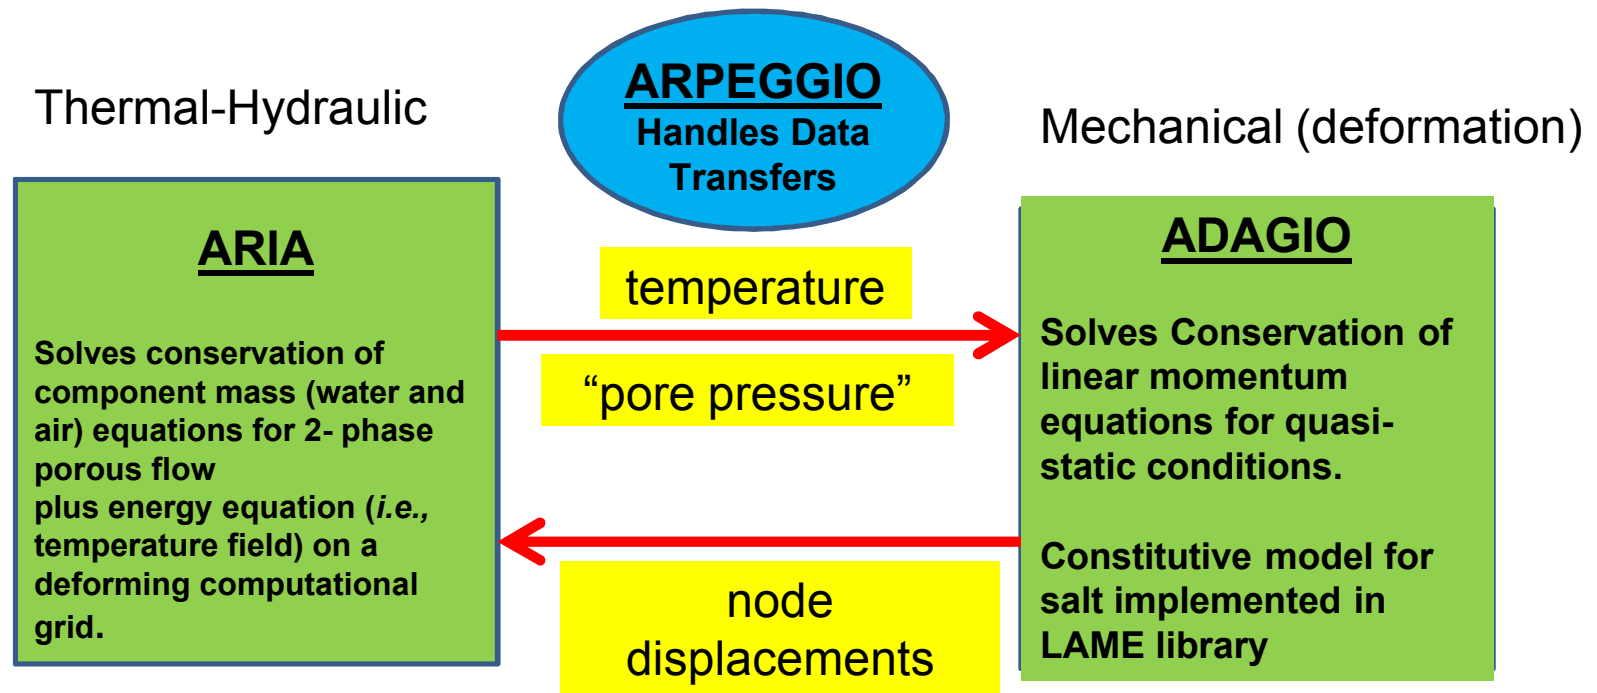 Thermal-Hydraulic
ARPEGGIO
Handles Data
Transfers
Mechanical (deformation)
ARIA
Solves conservation of
component mass (water and
air) equations for 2- phase
porous flow
plus energy equation (i.e.,
temperature field) on a
deforming computational
grid.
temperature
“pore pressure”
node
displacements
ADAGIO
Solves Conservation of
linear momentum
equations for quasi-
static conditions.
Constitutive model for
salt implemented in
LAME library